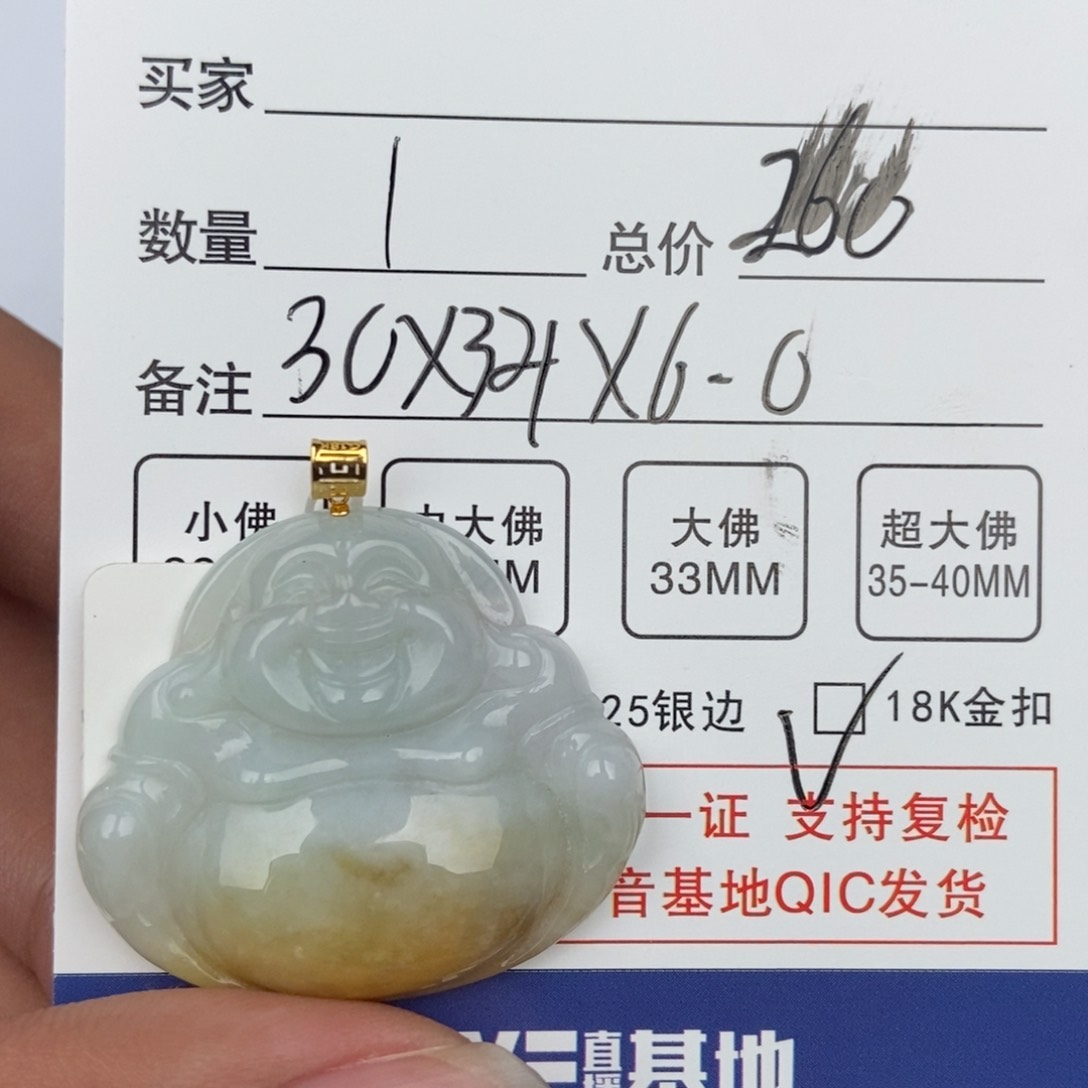 买家
数量 1 总价 260
备注 30X34X6.0
小佛 大佛 大佛 超大佛
33MM 35-40MM
25银边 18K金扣
一证 支持复检
音基地QIC发货
直播基地